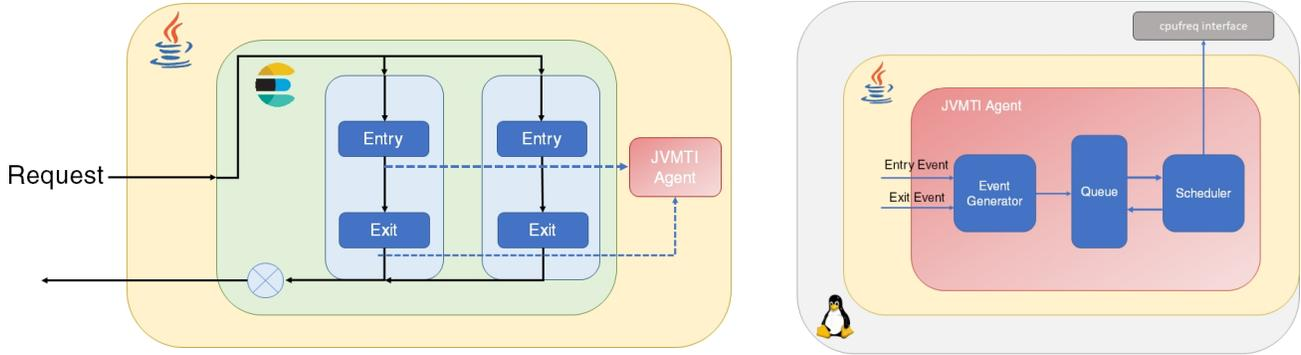 Request
Entry
Entry
JVMTI
Agent
Exit
Exit
cpufreq interface
JVMTI Agent
Entry Event
Exit Event
Event
Generator
Queue
Scheduler